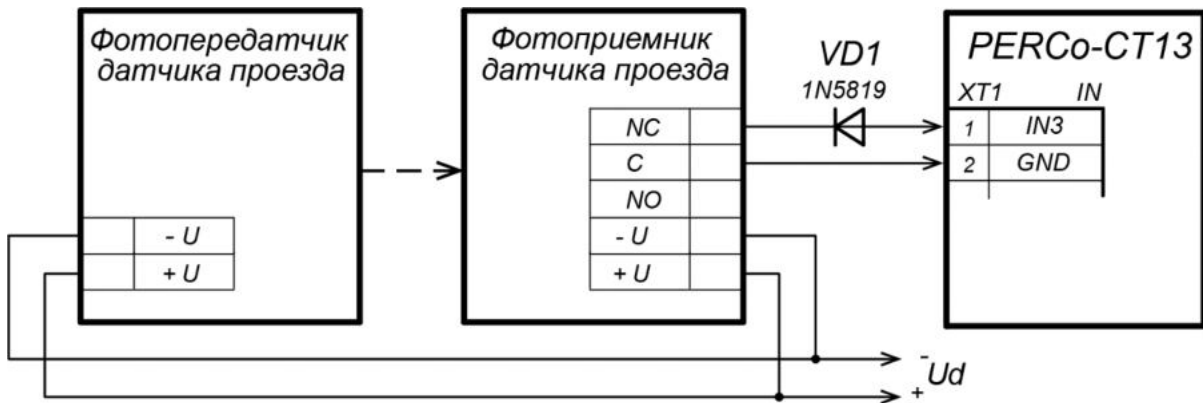 Фотопередатчик
датчика проезда
- U
+ U
Фотоприемник
датчика проезда
NC
C
NO
- U
+ U
VD1
1N5819
PERCo-CT13
XT1 IN
1 IN3
2 GND
- Ud
+